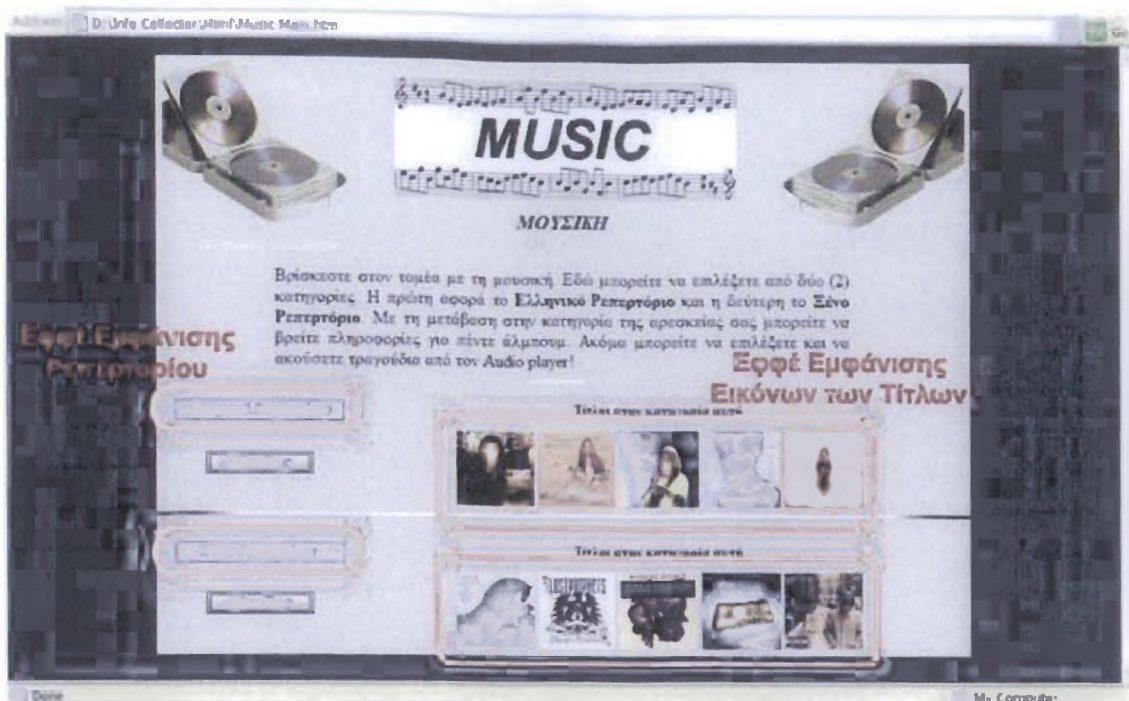 Address D:\Info Collector\Html\Music Main.htm
MUSIC
ΜΟΥΣΙΚΗ
Βρίσκεστε στον τομέα με τη μουσική. Εδώ μπορείτε να επιλέξετε από δύο (2)
κατηγορίες. Η πρώτη αφορά το Ελληνικό Ρεπερτόριο και η δεύτερη το Ξένο
Ρεπερτόριο. Με τη μετάβαση στην κατηγορία της αρεσκείας σας μπορείτε να
βρείτε πληροφορίες για πέντε άλμπουμ. Ακόμα μπορείτε να επιλέξετε και να
ακούσετε τραγούδια από τον Audio player!
Εφφέ Εμφάνισης
Ρεπερτορίου
Εφφέ Εμφάνισης
Εικόνων των Τίτλων
Τίτλοι στην κατηγορία αυτή
Τίτλοι στην κατηγορία αυτή
LOSTPROPHETS
Done
My Computer